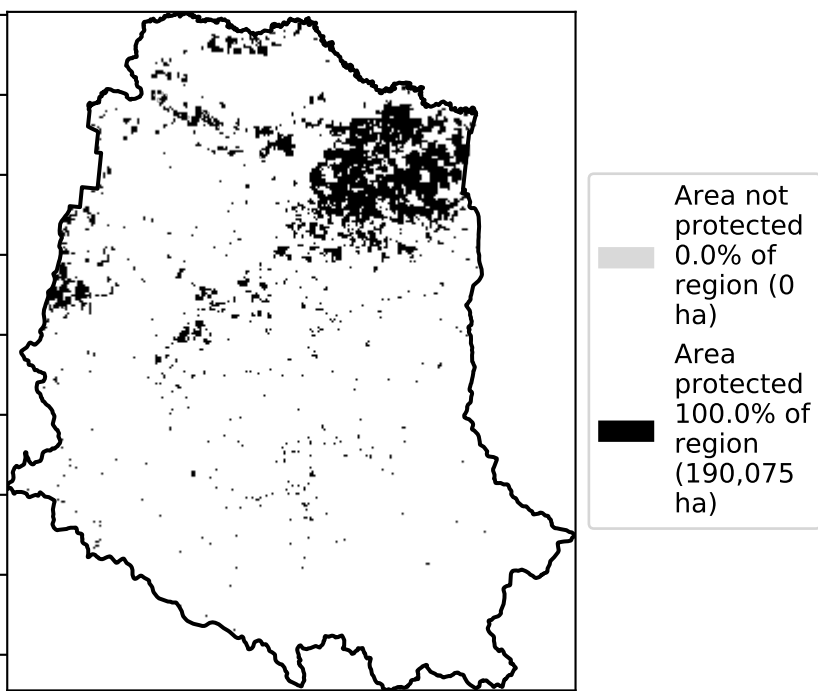 Area not
protected
0.0% of
region (0
ha)
Area
protected
100.0% of
region
(190,075
ha)